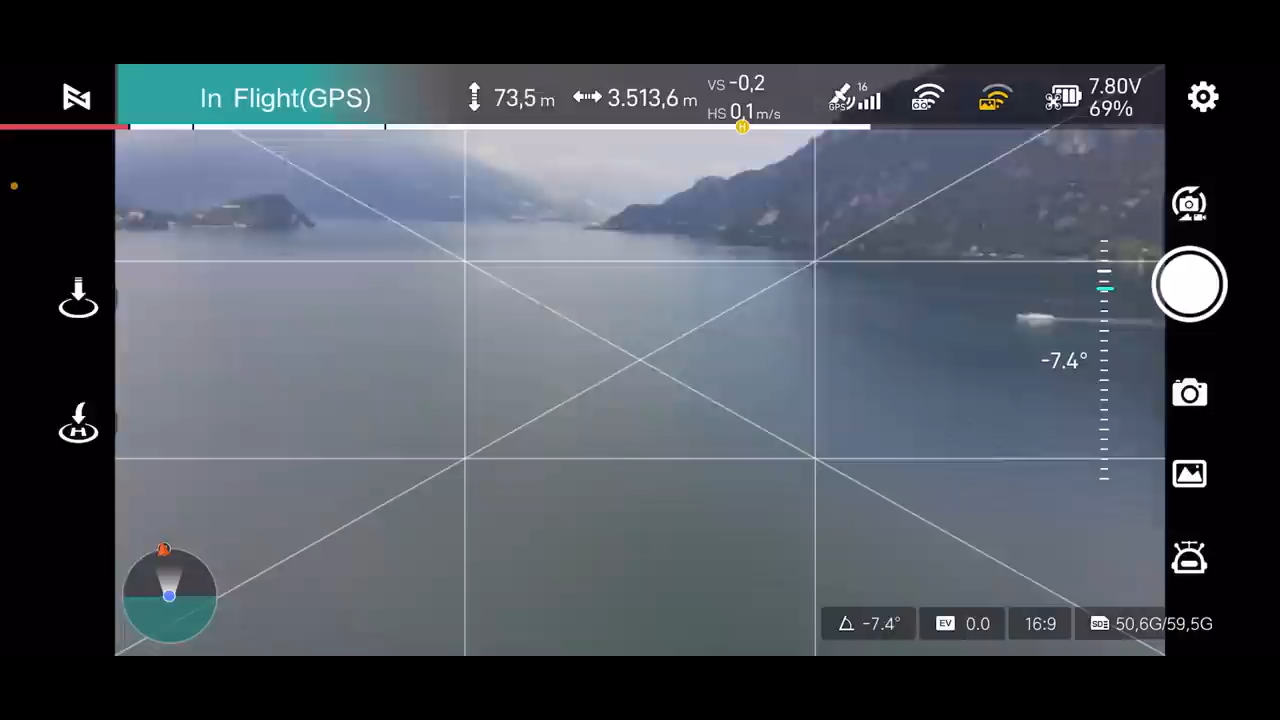 In Flight(GPS)
73,5 m
3.513,6 m
VS -0,2
HS 0,1 m/s
GPS
16
7.80V
69%
H
-7.4°
H
-7.4°
EV 0.0
16:9
SD 50,6G/59,5G